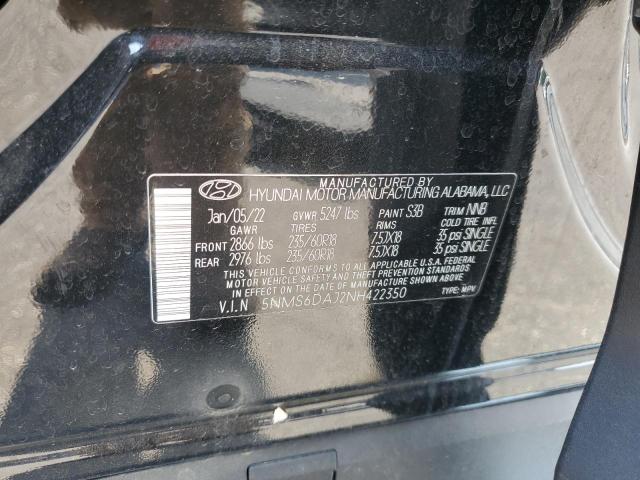 MANUFACTURED BY
HYUNDAI MOTOR MANUFACTURING ALABAMA, LLC
Jan/05/22 GVWR 5247 lbs PAINT S3B TRIM NNB
GAWR TIRES RIMS
FRONT 2866 lbs 235/60R18 7.5JX18 35 psi SINGLE
REAR 2976 lbs 235/60R18 7.5JX18 35 psi SINGLE
THIS VEHICLE CONFORMS TO ALL APPLICABLE U.S.A. FEDERAL
MOTOR VEHICLE SAFETY AND THEFT PREVENTION STANDARDS
IN EFFECT ON THE DATE OF MANUFACTURE SHOWN ABOVE.
V.I.N 5NMS6DAJ2NH422350 TYPE: MPV